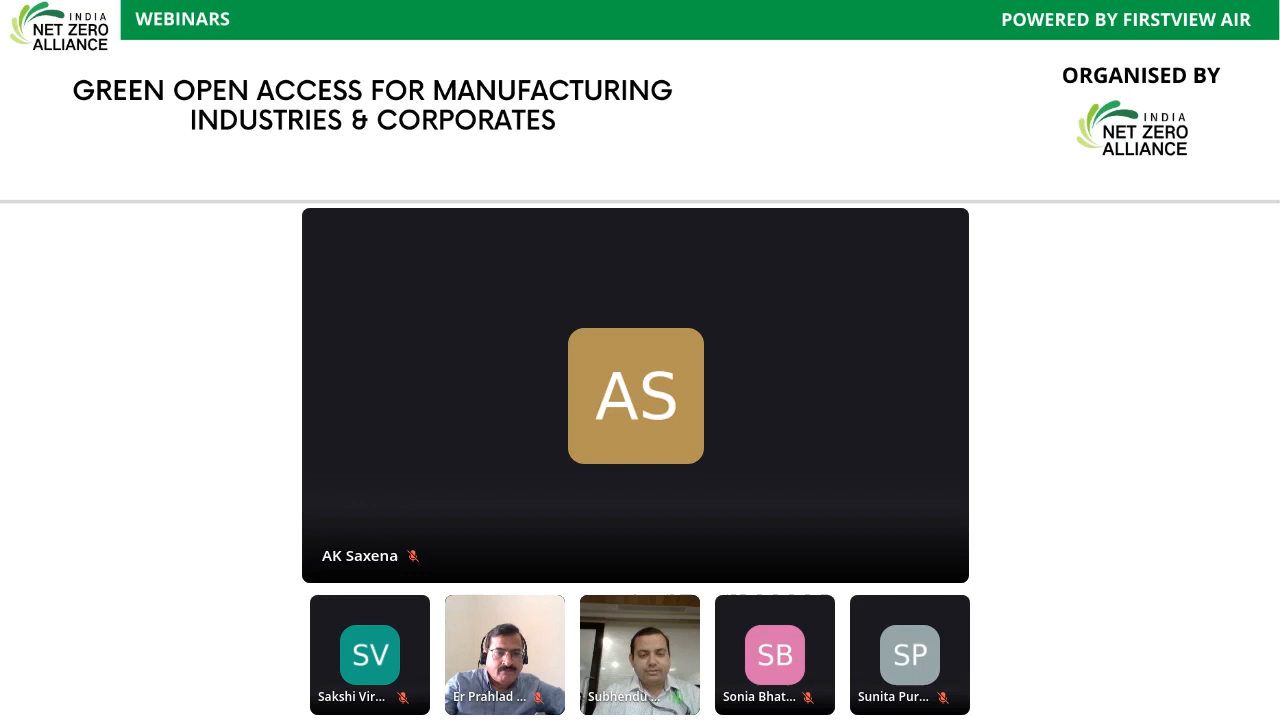 INDIA
NET ZERO
ALLIANCE
WEBINARS
POWERED BY FIRSTVIEW AIR
GREEN OPEN ACCESS FOR MANUFACTURING
INDUSTRIES & CORPORATES
ORGANISED BY
INDIA
NET ZERO
ALLIANCE
AS
AK Saxena
SV
Sakshi Vir...
Er Prahlad ...
Subhendu ...
SB
Sonia Bhat...
SP
Sunita Pur...